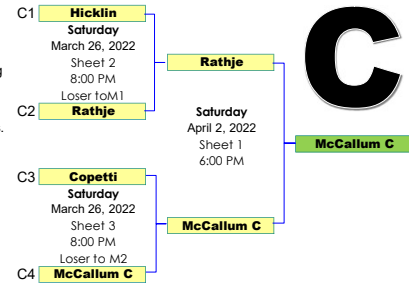 C1 Hicklin
Saturday
March 26, 2022
Sheet 2
8:00 PM
Loser toM1
C2 Rathje
Rathje
Saturday
April 2, 2022
Sheet 1
6:00 PM
C
McCallum C
C3 Copetti
Saturday
March 26, 2022
Sheet 3
8:00 PM
Loser to M2
C4 McCallum C
McCallum C